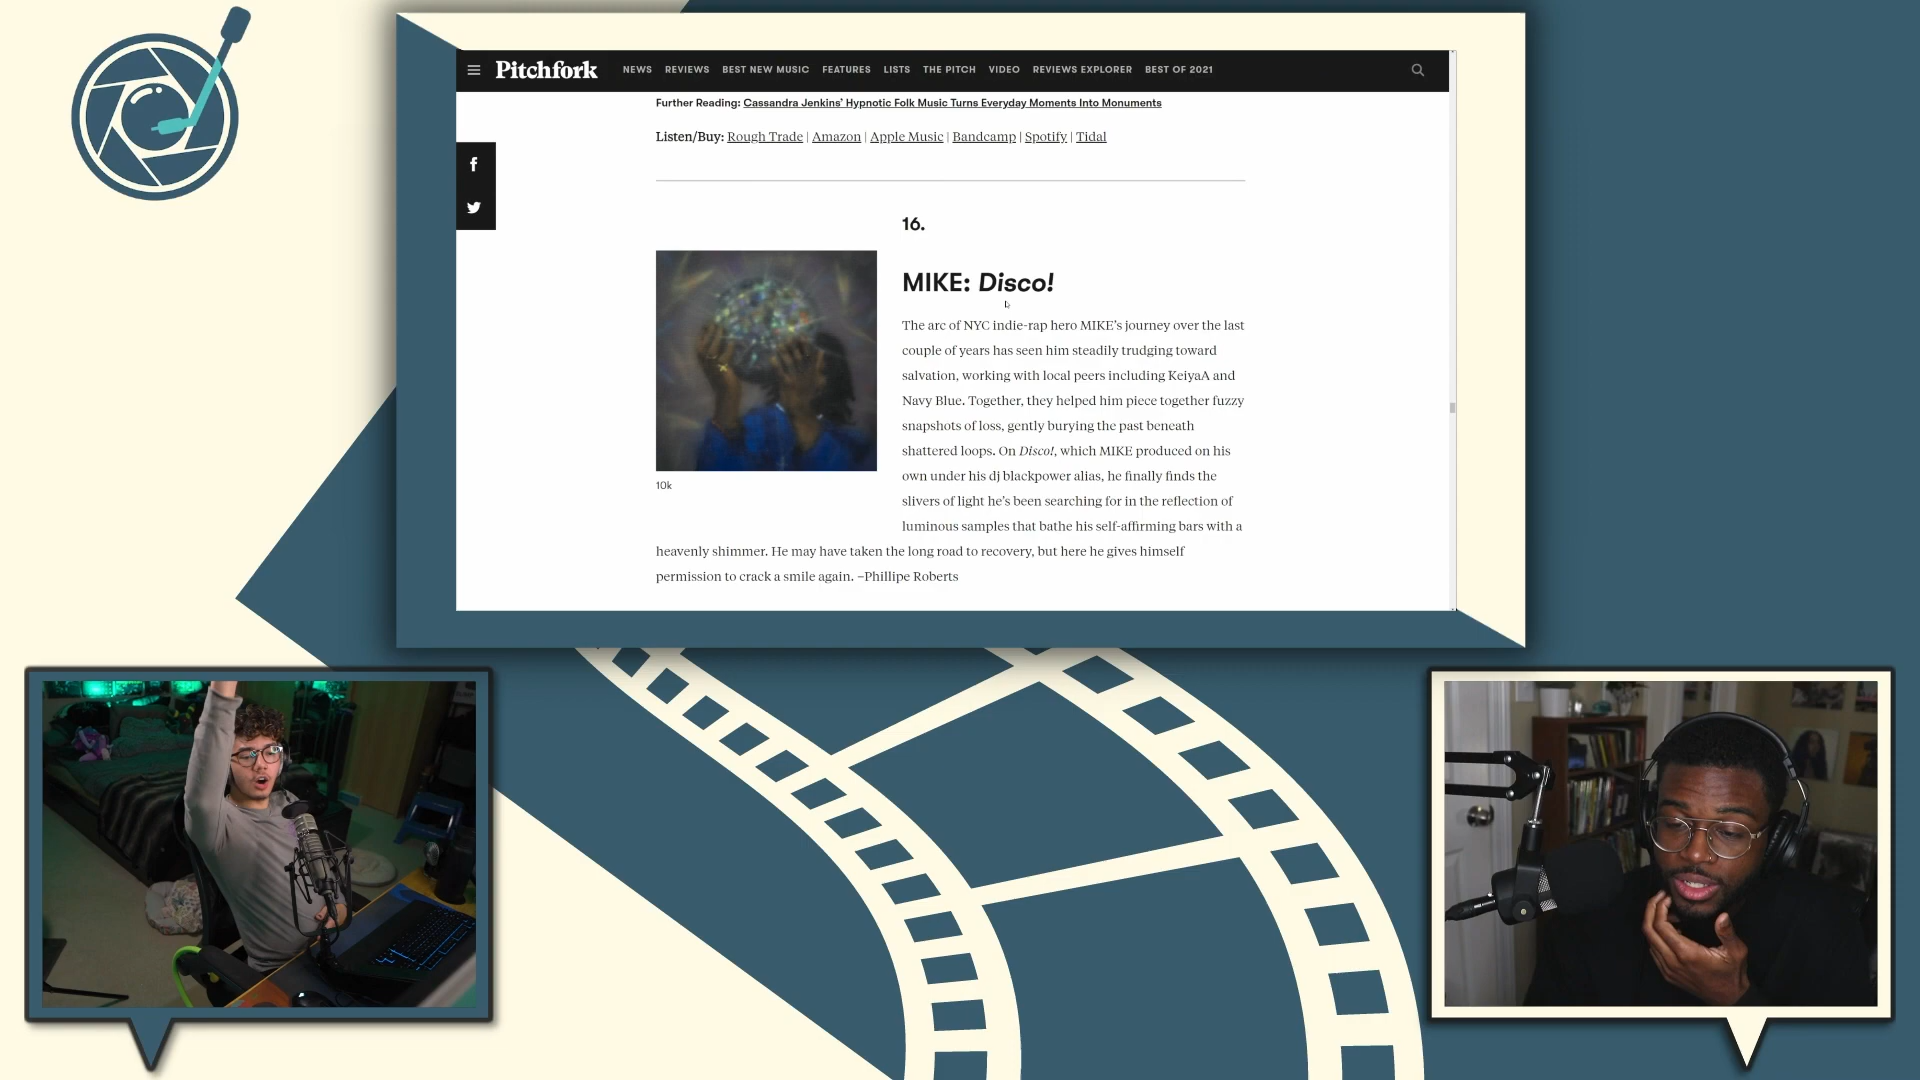 Pitchfork NEWS REVIEWS BEST NEW MUSIC FEATURES LISTS THE PITCH VIDEO REVIEWS EXPLORER BEST OF 2021
Further Reading: Cassandra Jenkins' Hypnotic Folk Music Turns Everyday Moments Into Monuments
Listen/Buy: Rough Trade | Amazon | Apple Music | Bandcamp | Spotify | Tidal
16.
MIKE: Disco!
The arc of NYC indie-rap hero MIKE's journey over the last
couple of years has seen him steadily trudging toward
salvation, working with local peers including KeiyaA and
Navy Blue. Together, they helped him piece together fuzzy
snapshots of loss, gently burying the past beneath
shattered loops. On Disco!, which MIKE produced on his
own under his dj blackpower alias, he finally finds the
slivers of light he's been searching for in the reflection of
luminous samples that bathe his self-affirming bars with a
heavenly shimmer. He may have taken the long road to recovery, but here he gives himself
permission to crack a smile again. –Phillipe Roberts
10k